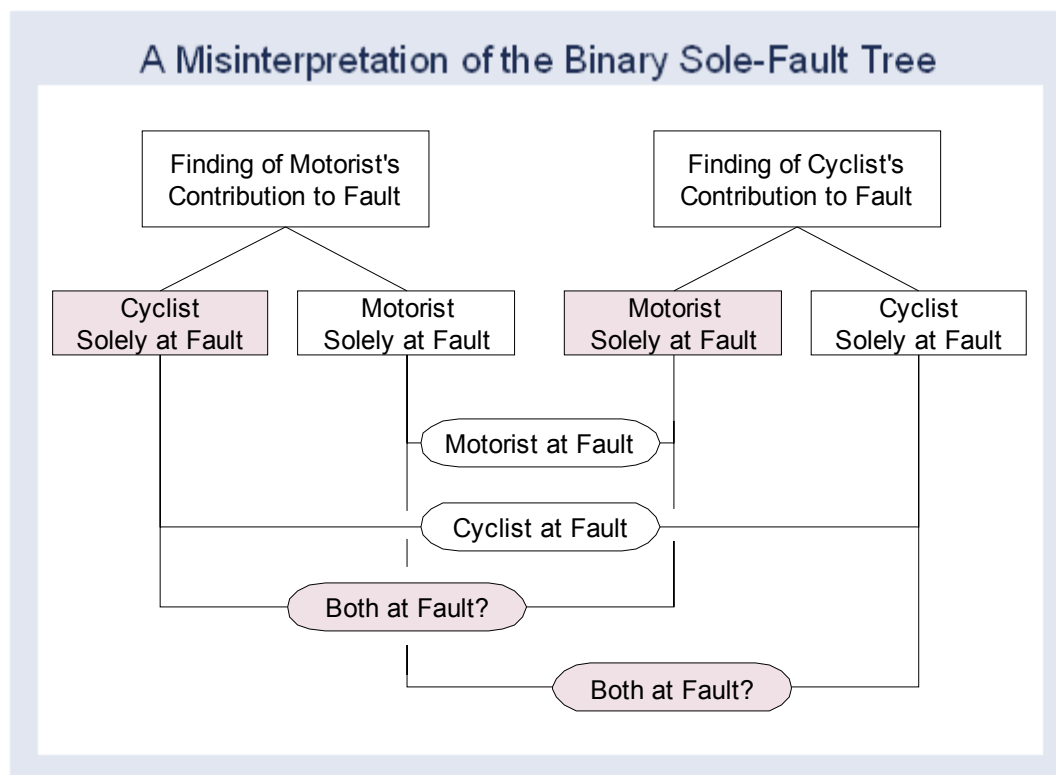 A Misinterpretation of the Binary Sole-Fault Tree
Finding of Motorist's
Contribution to Fault
Finding of Cyclist's
Contribution to Fault
Cyclist
Solely at Fault
Motorist
Solely at Fault
Motorist
Solely at Fault
Cyclist
Solely at Fault
Motorist at Fault
Cyclist at Fault
Both at Fault?
Both at Fault?